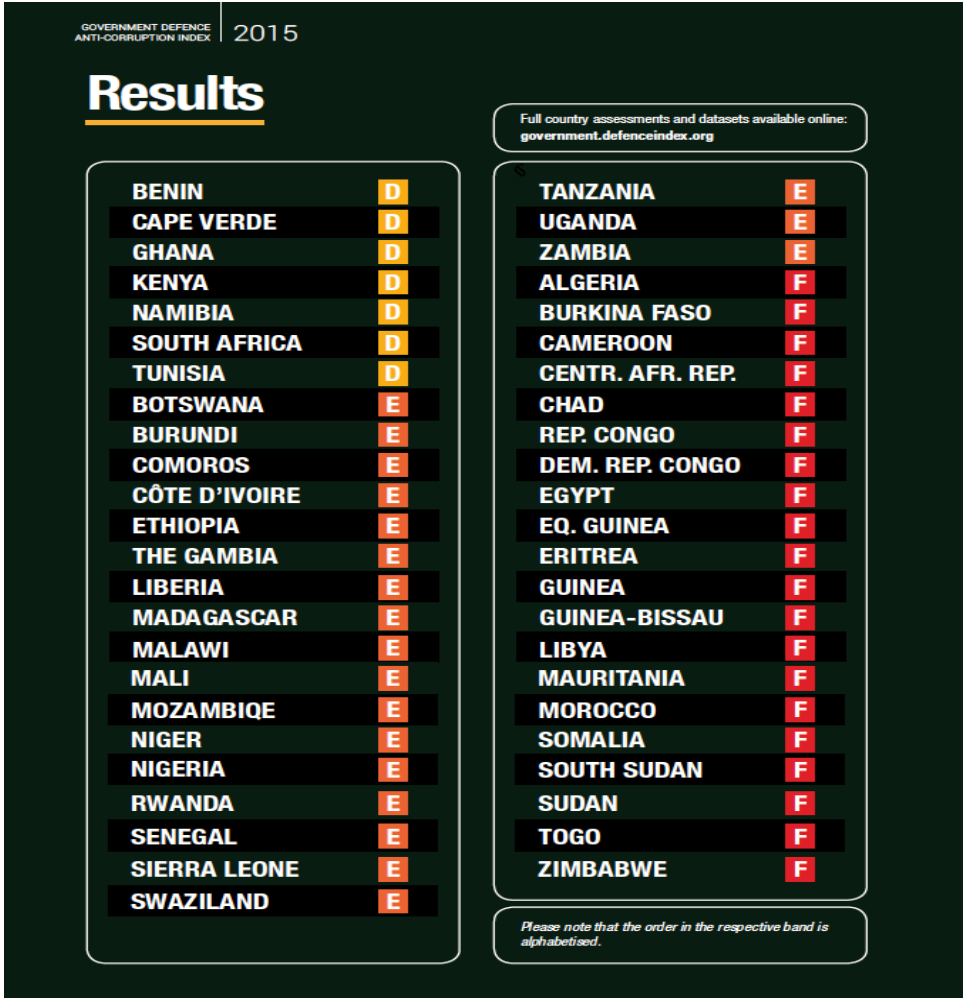 GOVERNMENT DEFENCE
ANTI-CORRUPTION INDEX
2015
Results
Full country assessments and datasets available online:
government.defenceindex.org
BENIN D
CAPE VERDE D
GHANA D
KENYA D
NAMIBIA D
SOUTH AFRICA D
TUNISIA D
BOTSWANA E
BURUNDI E
COMOROS E
CÔTE D'IVOIRE E
ETHIOPIA E
THE GAMBIA E
LIBERIA E
MADAGASCAR E
MALAWI E
MALI E
MOZAMBIQE E
NIGER E
NIGERIA E
RWANDA E
SENEGAL E
SIERRA LEONE E
SWAZILAND E
TANZANIA E
UGANDA E
ZAMBIA E
ALGERIA F
BURKINA FASO F
CAMEROON F
CENTR. AFR. REP. F
CHAD F
REP. CONGO F
DEM. REP. CONGO F
EGYPT F
EQ. GUINEA F
ERITREA F
GUINEA F
GUINEA-BISSAU F
LIBYA F
MAURITANIA F
MOROCCO F
SOMALIA F
SOUTH SUDAN F
SUDAN F
TOGO F
ZIMBABWE F
Please note that the order in the respective band is
alphabetised.